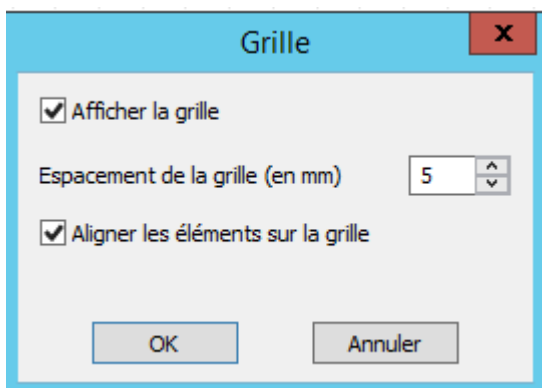 Grille
x
Afficher la grille
Espacement de la grille (en mm) 5
Aligner les éléments sur la grille
OK Annuler